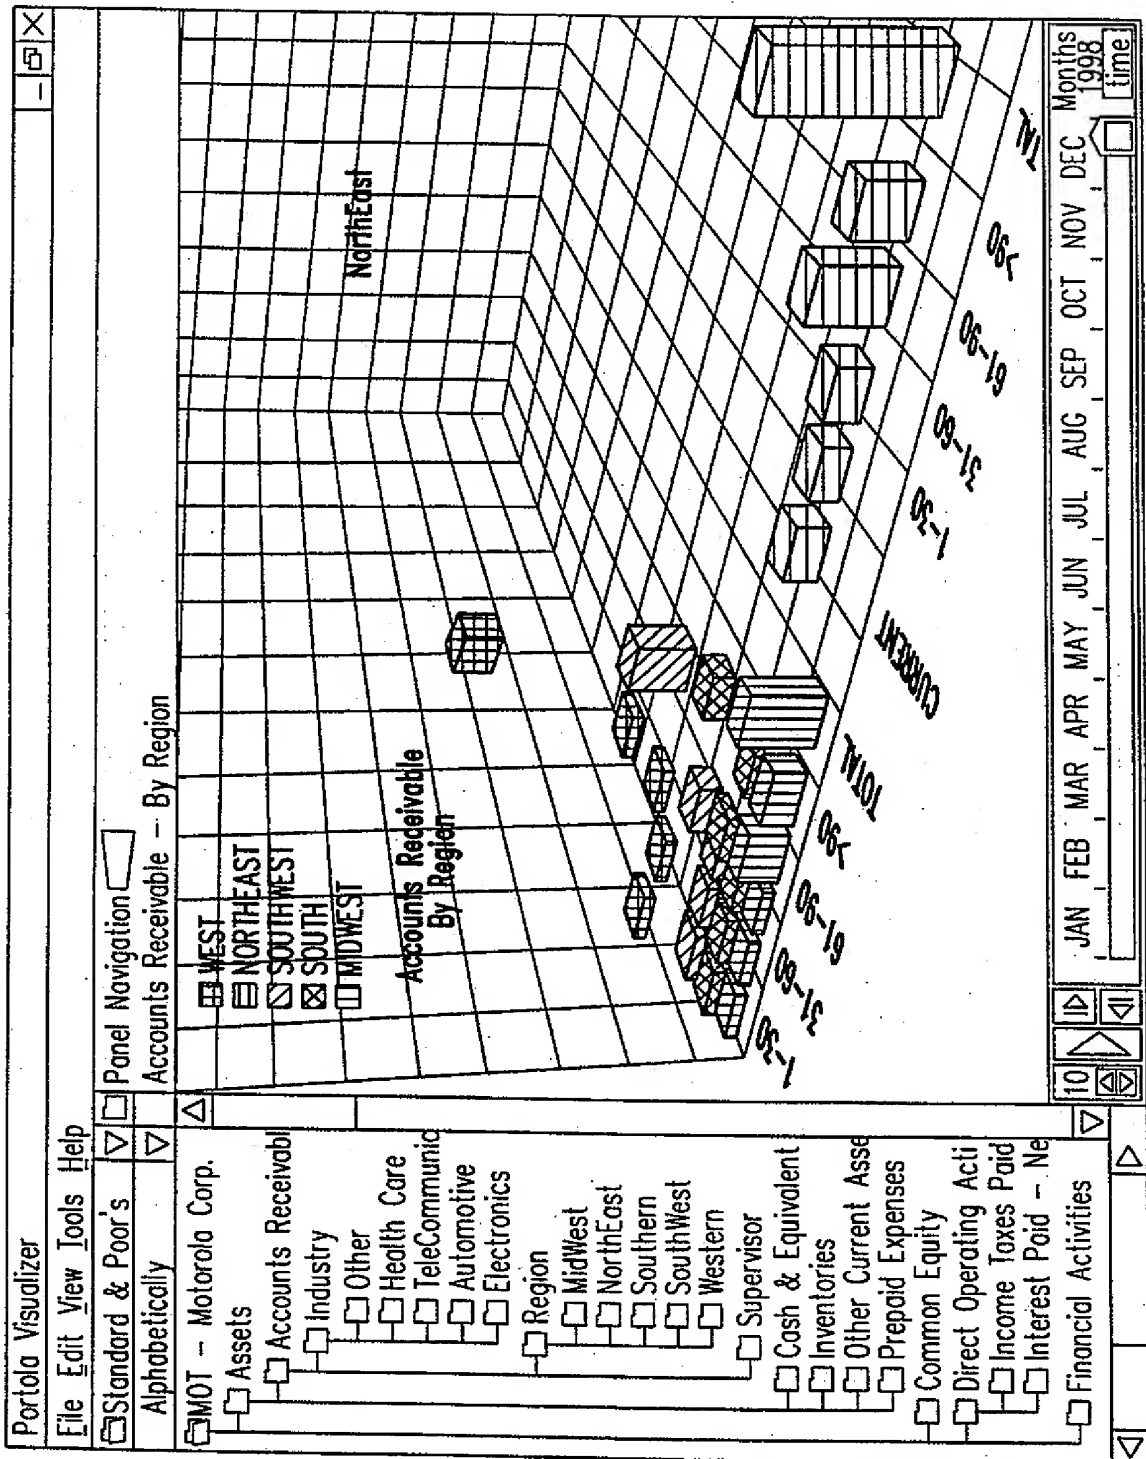 Portola Visualizer
File Edit View Tools Help
Standard & Poor's
Alphabetically
Panel Navigation
Accounts Receivable - By Region
MOT - Motorola Corp.
Assets
Accounts Receivabl
Industry
Other
Health Care
TeleCommunic
Automotive
Electronics
Region
MidWest
NorthEast
Southern
SouthWest
Western
Supervisor
Cash & Equivalent
Inventories
Other Current Asse
Prepaid Expenses
Common Equity
Direct Operating Acti
Income Taxes Paid
Interest Paid - Ne
Financial Activities
WEST
NORTHEAST
SOUTHWEST
SOUTH
MIDWEST
Accounts Receivable
By Region
NorthEast
1-30
31-60
61-90
>90
TOTAL
CURRENT
1-30
31-60
61-90
>90
TAL
10
JAN FEB MAR APR MAY JUN JUL AUG SEP OCT NOV DEC
Months
1998
time